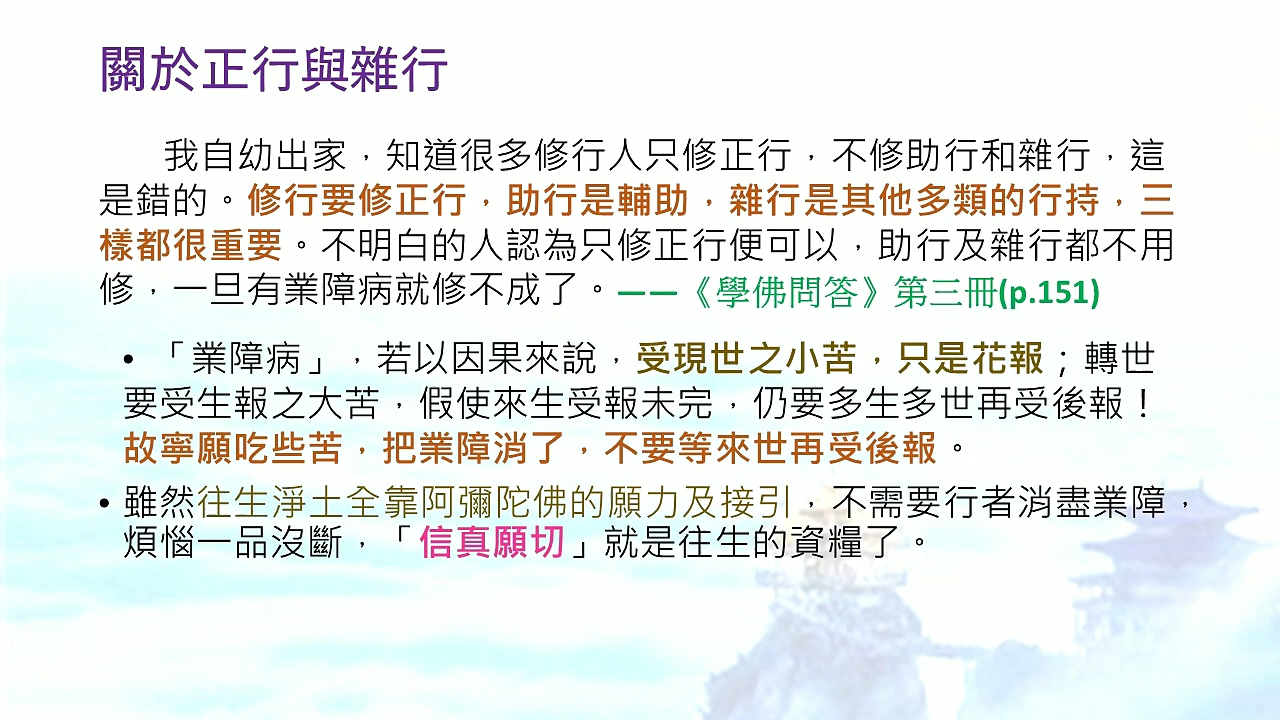 關於正行與雜行
我自幼出家，知道很多修行人只修正行，不修助行和雜行，這
是錯的。修行要修正行，助行是輔助，雜行是其他多類的行持，三
樣都很重要。不明白的人認為只修正行便可以，助行及雜行都不用
修，一旦有業障病就修不成了。——《學佛問答》第三冊(p.151)
• 「業障病」，若以因果來說，受現世之小苦，只是花報；轉世
要受生報之大苦，假使來生受報未完，仍要多生多世再受後報！
故寧願吃些苦，把業障消了，不要等來世再受後報。
• 雖然往生淨土全靠阿彌陀佛的願力及接引，不需要行者消盡業障，
煩惱一品沒斷，「信真願切」就是往生的資糧了。